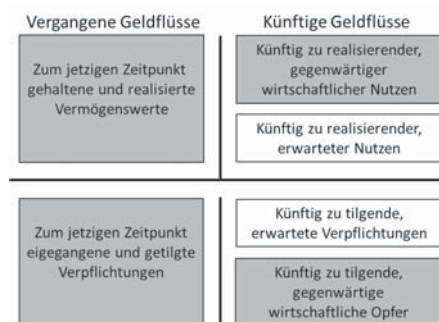 Vergangene Geldflüsse
Künftige Geldflüsse
Zum jetzigen Zeitpunkt
gehaltene und realisierte
Vermögenswerte
Künftig zu realisierender,
gegenwärtiger
wirtschaftlicher Nutzen
Künftig zu realisierender,
erwarteter Nutzen
Zum jetzigen Zeitpunkt
eigegangene und getilgte
Verpflichtungen
Künftig zu tilgende,
erwartete Verpflichtungen
Künftig zu tilgende,
gegenwärtige
wirtschaftliche Opfer